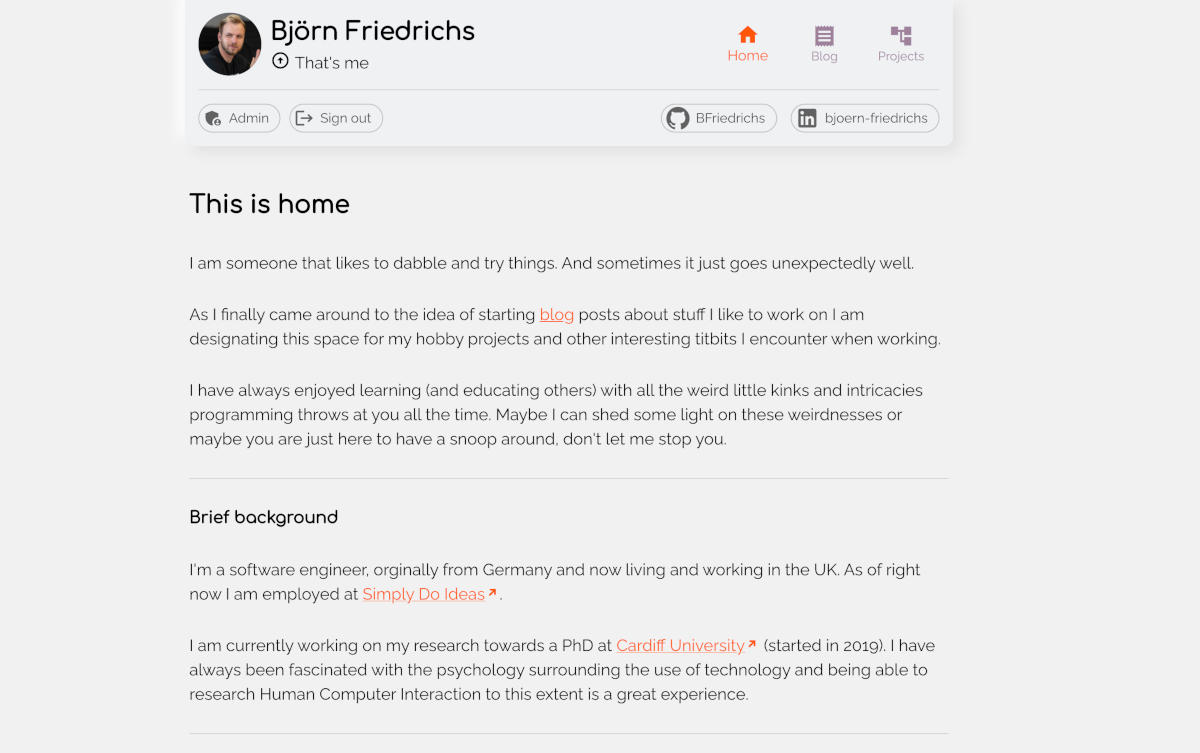 Björn Friedrichs
That's me
Home
Blog
Projects
Admin
Sign out
BFriedrichs
bjoern-friedrichs
This is home
I am someone that likes to dabble and try things. And sometimes it just goes unexpectedly well.
As I finally came around to the idea of starting blog posts about stuff I like to work on I am
designating this space for my hobby projects and other interesting titbits I encounter when working.
I have always enjoyed learning (and educating others) with all the weird little kinks and intricacies
programming throws at you all the time. Maybe I can shed some light on these weirdnesses or
maybe you are just here to have a snoop around, don't let me stop you.
Brief background
I'm a software engineer, orginally from Germany and now living and working in the UK. As of right
now I am employed at Simply Do Ideas.
I am currently working on my research towards a PhD at Cardiff University (started in 2019). I have
always been fascinated with the psychology surrounding the use of technology and being able to
research Human Computer Interaction to this extent is a great experience.